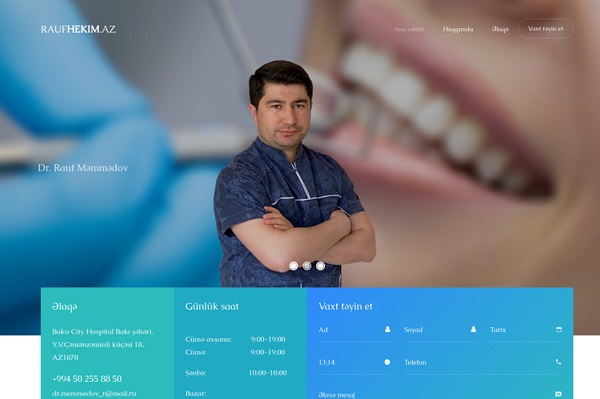 RAUFHEKIM.AZ
Ana səhifə Haqqımda Əlaqə Vaxt təyin et
Dr. Rauf Məmmədov
Əlaqə
Baku City Hospital Bakı şəhəri,
Y.V.Çəmənzəminli küçəsi 18,
AZ1078
+994 50 255 88 50
dr.memmedov_r@mail.ru
Günlük saat
Cümə axşamı: 9:00-19:00
Cümə: 9:00-19:00
Şənbə: 10:00-18:00
Bazar:
Vaxt təyin et
Ad Soyad Tarix
13:14 Telefon
Əlavə mesaj